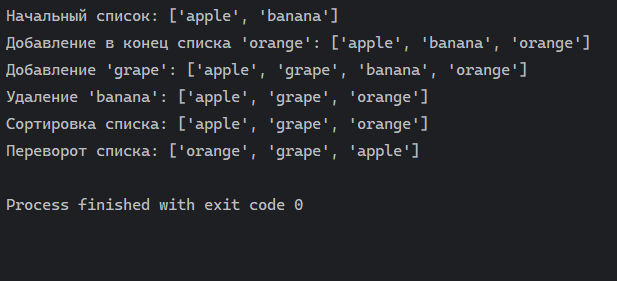 Начальный список: ['apple', 'banana']
Добавление в конец списка 'orange': ['apple', 'banana', 'orange']
Добавление 'grape': ['apple', 'grape', 'banana', 'orange']
Удаление 'banana': ['apple', 'grape', 'orange']
Сортировка списка: ['apple', 'grape', 'orange']
Переворот списка: ['orange', 'grape', 'apple']
Process finished with exit code 0